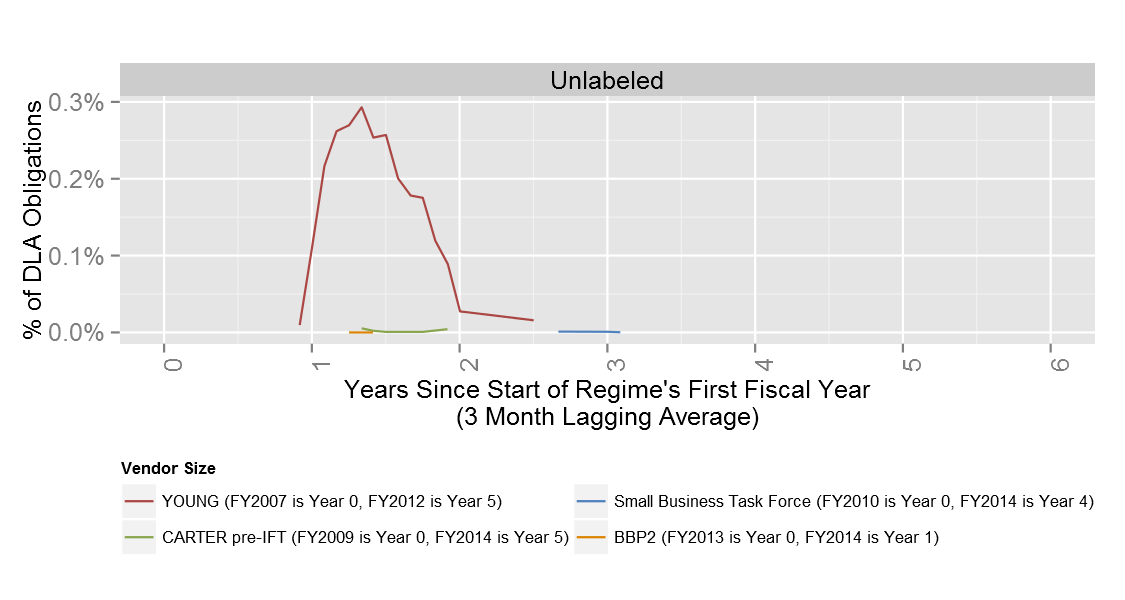 Unlabeled
% of DLA Obligations
0.3%
0.2%
0.1%
0.0%
0 1 2 3 4 5 6
Years Since Start of Regime's First Fiscal Year
(3 Month Lagging Average)
Vendor Size
YOUNG (FY2007 is Year 0, FY2012 is Year 5)
Small Business Task Force (FY2010 is Year 0, FY2014 is Year 4)
CARTER pre-IFT (FY2009 is Year 0, FY2014 is Year 5)
BBP2 (FY2013 is Year 0, FY2014 is Year 1)